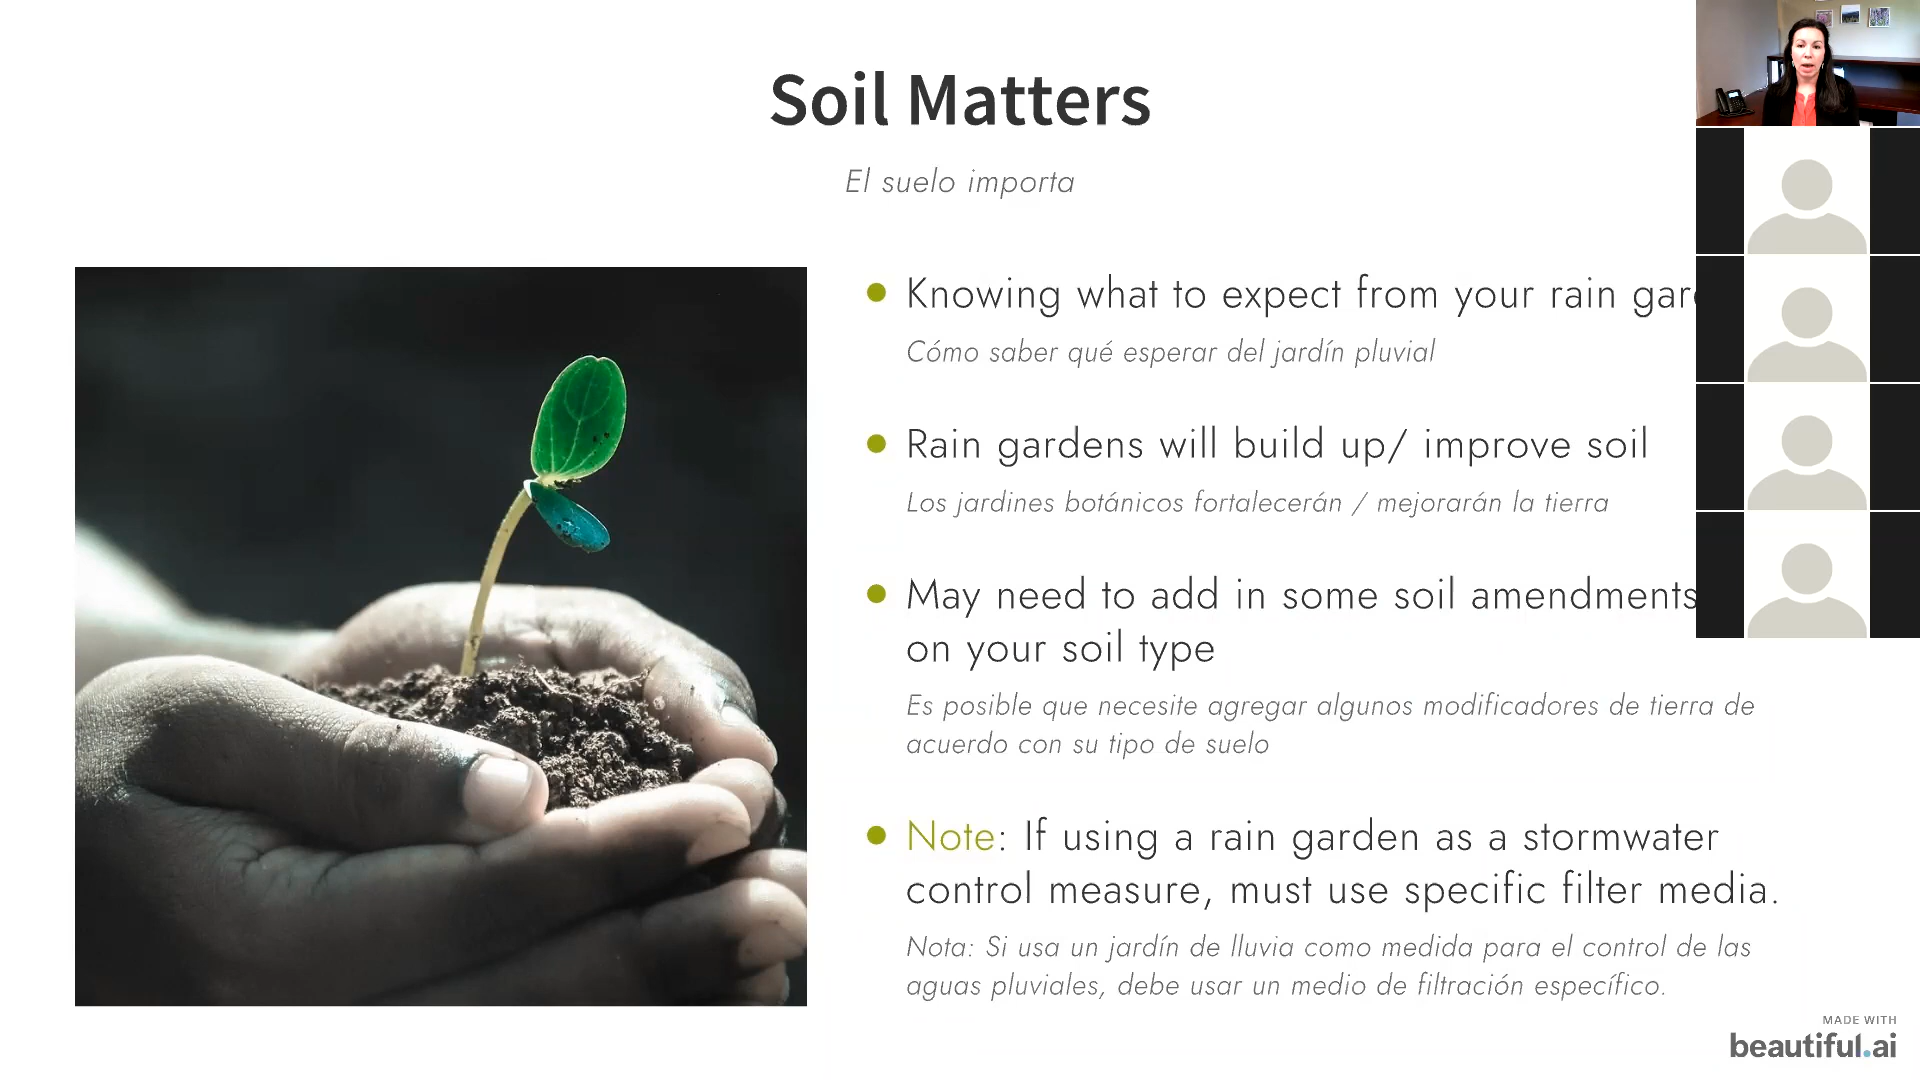 Soil Matters
El suelo importa
Knowing what to expect from your rain
Cómo saber qué esperar del jardín pluvial
Rain gardens will build up/ improve soil
Los jardines botánicos fortalecerán / mejorarán la tierra
May need to add in some soil amendments
on your soil type
Es posible que necesite agregar algunos modificadores de tierra de
acuerdo con su tipo de suelo
Note: If using a rain garden as a stormwater
control measure, must use specific filter media.
Nota: Si usa un jardín de lluvia como medida para el control de las
aguas pluviales, debe usar un medio de filtración específico.
MADE WITH
beautiful.ai